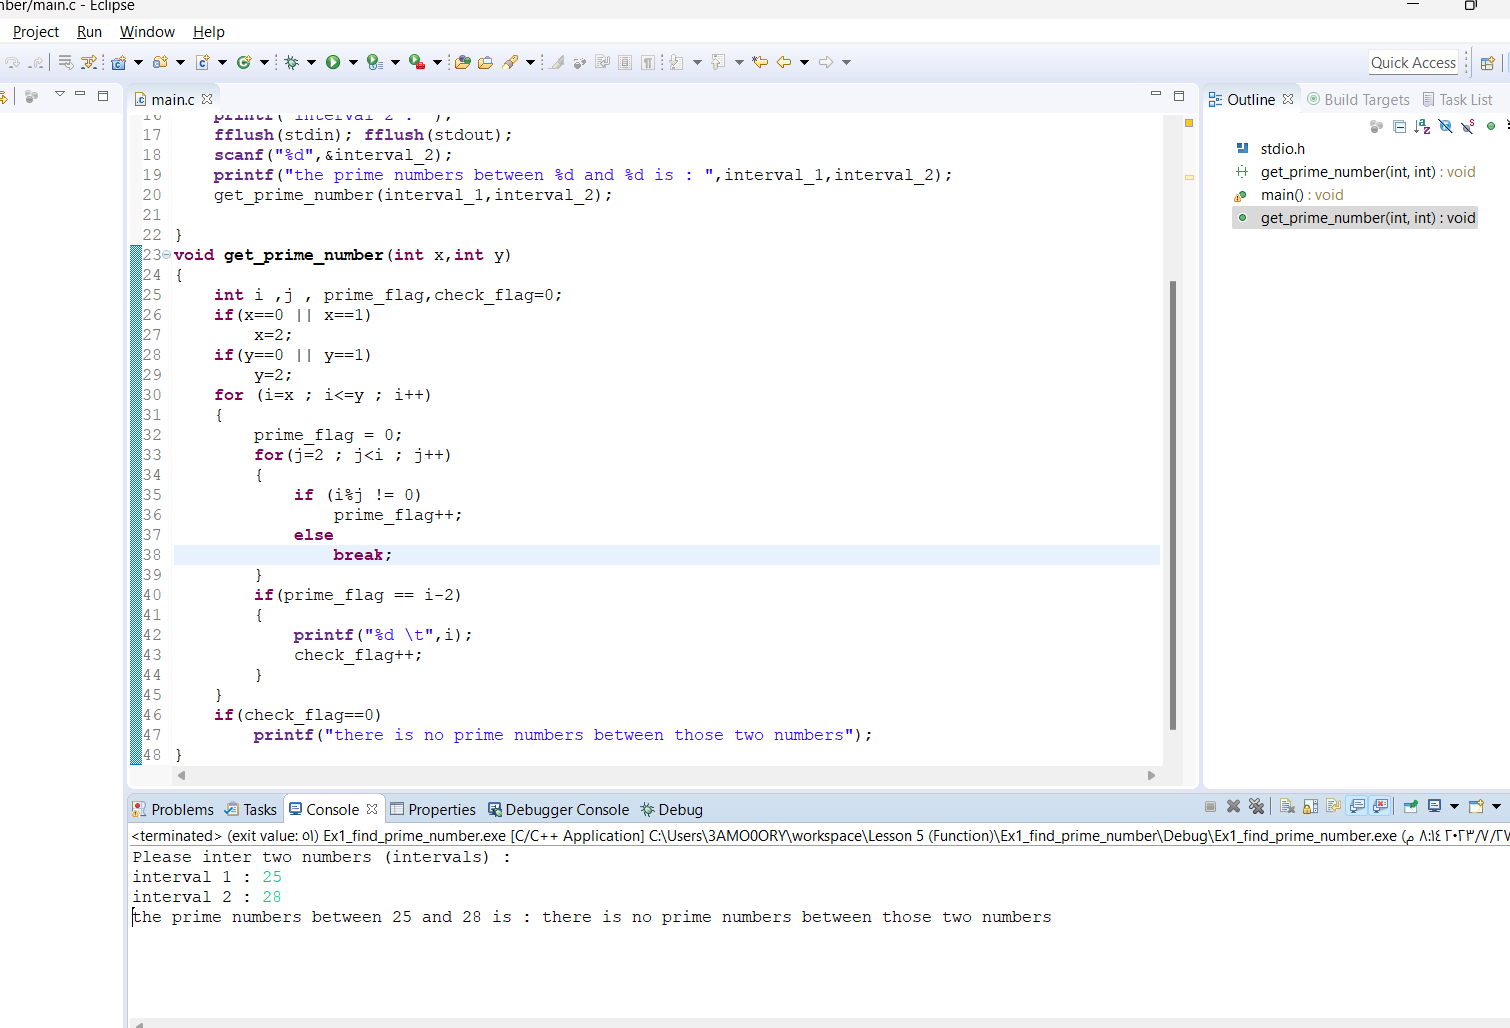 nber/main.c - Eclipse
Project Run Window Help
Quick Access
main.c
16 printf("interval 2 : ");
17 fflush(stdin); fflush(stdout);
18 scanf("%d",&interval_2);
19 printf("the prime numbers between %d and %d is : ",interval_1,interval_2);
20 get_prime_number(interval_1,interval_2);
21
22 }
23 void get_prime_number(int x,int y)
24 {
25 int i ,j , prime_flag,check_flag=0;
26 if(x==0 || x==1)
27 x=2;
28 if(y==0 || y==1)
29 y=2;
30 for (i=x ; i<=y ; i++)
31 {
32 prime_flag = 0;
33 for(j=2 ; j<i ; j++)
34 {
35 if (i%j != 0)
36 prime_flag++;
37 else
38 break;
39 }
40 if(prime_flag == i-2)
41 {
42 printf("%d \t",i);
43 check_flag++;
44 }
45 }
46 if(check_flag==0)
47 printf("there is no prime numbers between those two numbers");
48 }
Outline Build Targets Task List
stdio.h
get_prime_number(int, int) : void
main() : void
get_prime_number(int, int) : void
Problems Tasks Console Properties Debugger Console Debug
<terminated> (exit value: ٥١) Ex1_find_prime_number.exe [C/C++ Application] C:\Users\3AMO0ORY\workspace\Lesson 5 (Function)\Ex1_find_prime_number\Debug\Ex1_find_prime_number.exe (م ٨:١٤ ٢٠٢٣/٧/٢٧
Please inter two numbers (intervals) :
interval 1 : 25
interval 2 : 28
the prime numbers between 25 and 28 is : there is no prime numbers between those two numbers